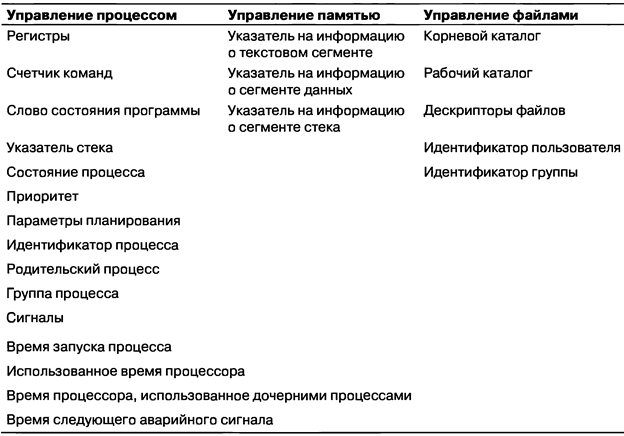 Управление процессом Управление памятью Управление файлами
Регистры Указатель на информацию о текстовом сегменте Корневой каталог
Счетчик команд Указатель на информацию о сегменте данных Рабочий каталог
Слово состояния программы Указатель на информацию о сегменте стека Дескрипторы файлов
Указатель стека Идентификатор пользователя
Состояние процесса Идентификатор группы
Приоритет
Параметры планирования
Идентификатор процесса
Родительский процесс
Группа процесса
Сигналы
Время запуска процесса
Использованное время процессора
Время процессора, использованное дочерними процессами
Время следующего аварийного сигнала